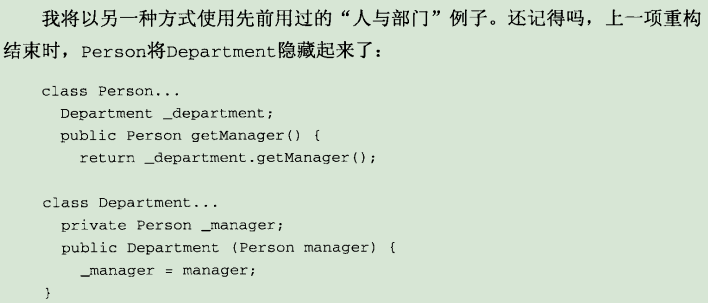 我将以另一种方式使用先前用过的“人与部门”例子。还记得吗，上一项重构
结束时，Person将Department隐藏起来了：
class Person...
  Department _department;
  public Person getManager() {
    return _department.getManager();
class Department...
  private Person _manager;
  public Department (Person manager) {
    _manager = manager;
}